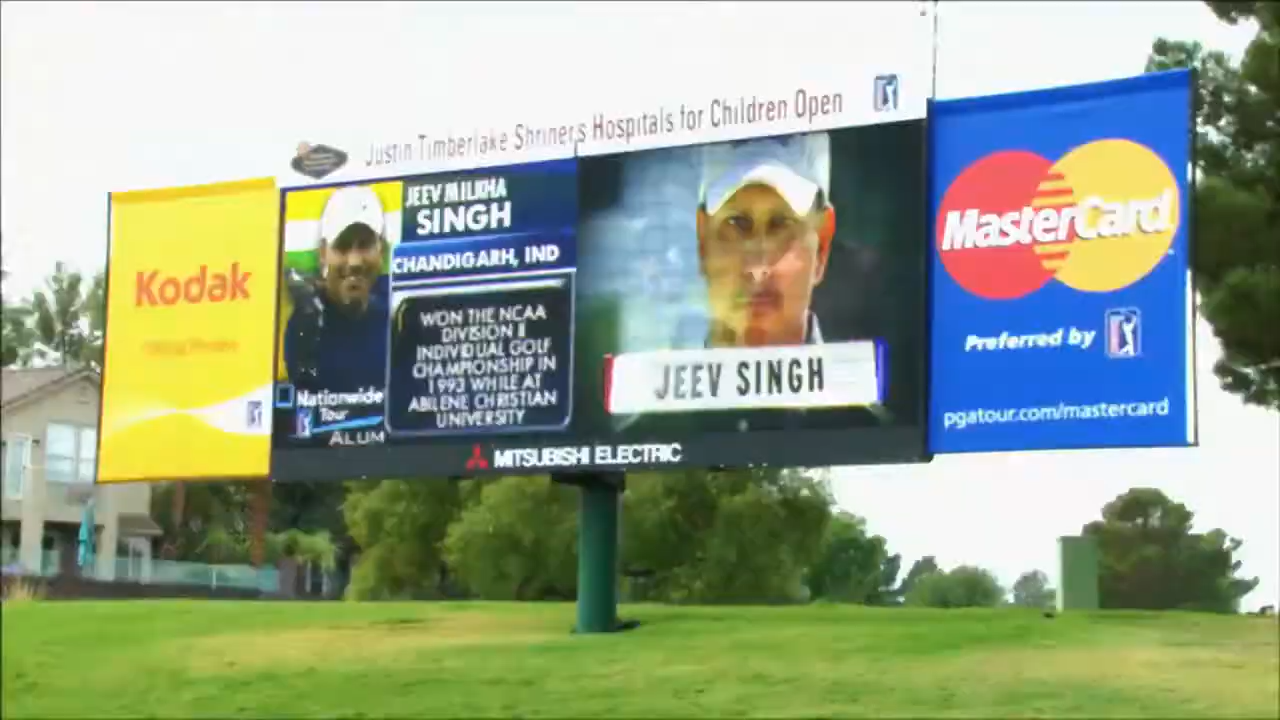 Justin Timberlake Shriners Hospitals for Children Open
Kodak
JEEV MILKHA
SINGH
CHANDIGARH, IND
WON THE NCAA
DIVISION II
INDIVIDUAL GOLF
CHAMPIONSHIP IN
1993 WHILE AT
ABILENE CHRISTIAN
UNIVERSITY
Nationwide
Tour
ALUM
JEEV SINGH
MITSUBISHI ELECTRIC
MasterCard
Preferred by
pgatour.com/mastercard